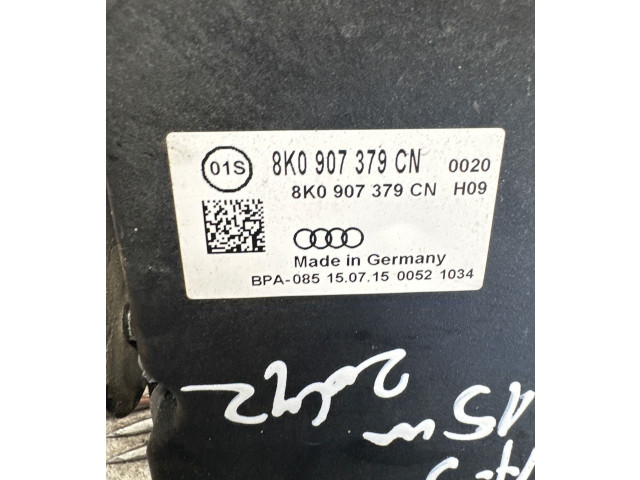 01S 8K0 907 379 CN 0020
8K0 907 379 CN H09
Made in Germany
BPA-085 15.07.15 0052 1034